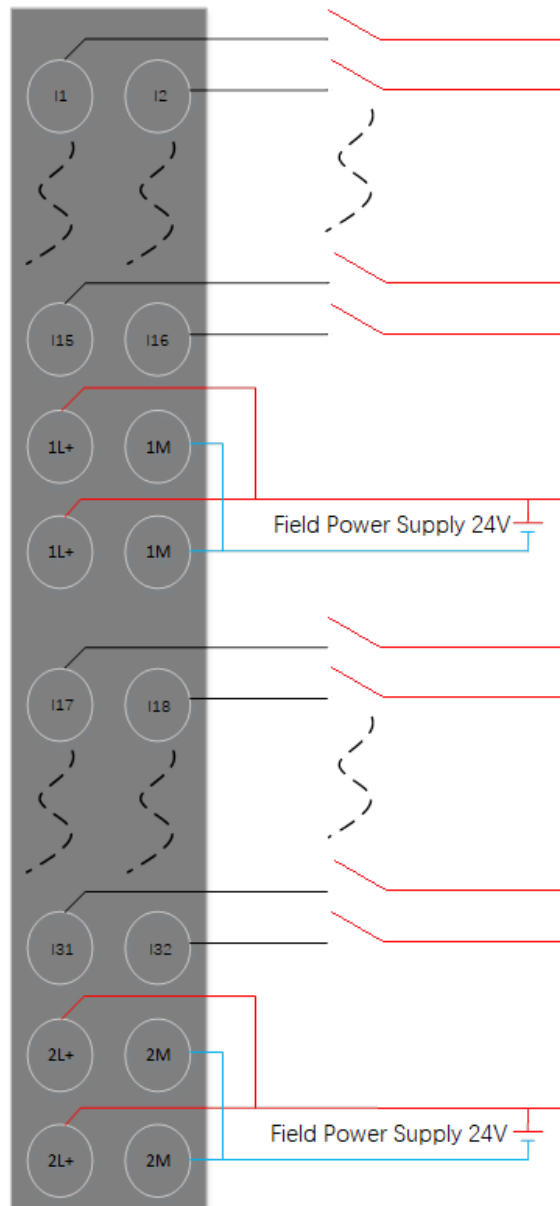 I1 I2
I15 I16
1L+ 1M
1L+ 1M
Field Power Supply 24V
I17 I18
I31 I32
2L+ 2M
2L+ 2M
Field Power Supply 24V